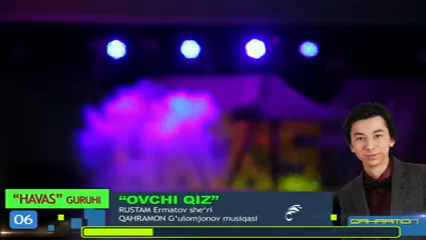 "HAVAS" GURUHI
"OVCHI QIZ"
RUSTAM Ermatov she'ri
QAHRAMON G'ulomjonov musiqasi
06
QAHRAMON